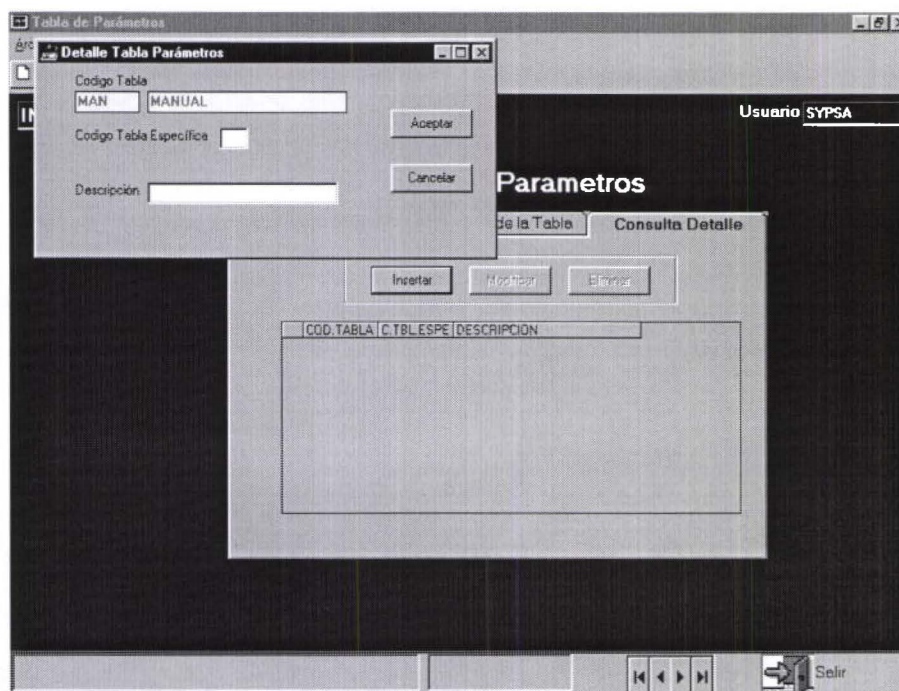 Tabla de Parámetros
Detalle Tabla Parámetros
Codigo Tabla
MAN MANUAL
Codigo Tabla Específica
Descripción
Aceptar
Cancelar
Usuario SYPSA
Parametros
de la Tabla
Consulta Detalle
Insertar
Modificar
Eliminar
COD.TABLA C.TBL.ESPE DESCRIPCION
Salir